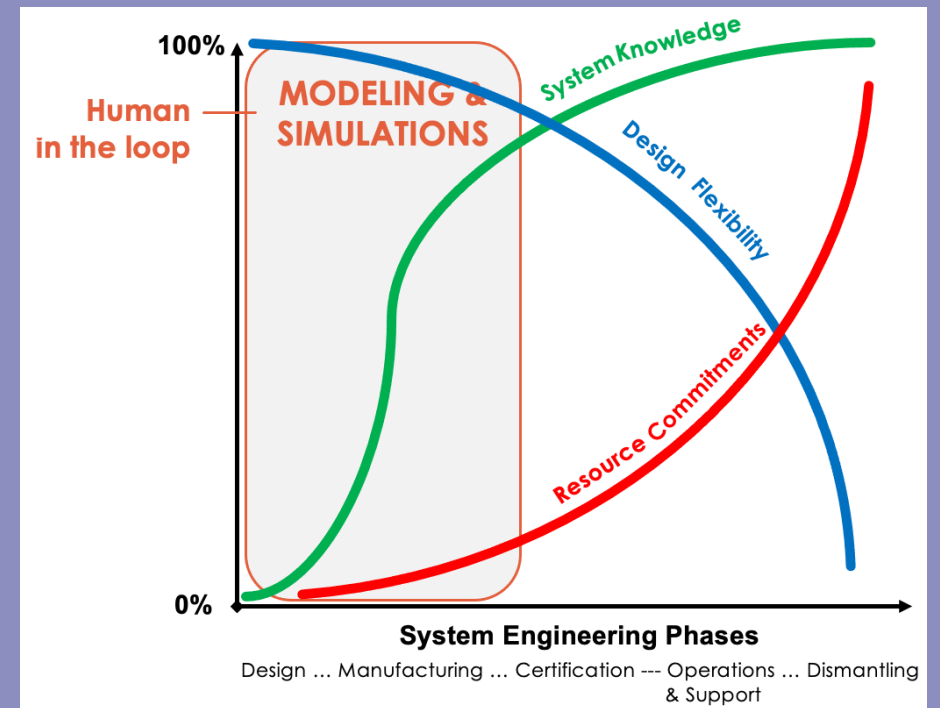 100%
Human
in the loop
MODELING &
SIMULATIONS
System Knowledge
Design Flexibility
Resource Commitments
0%
System Engineering Phases
Design ... Manufacturing ... Certification --- Operations ... Dismantling
& Support